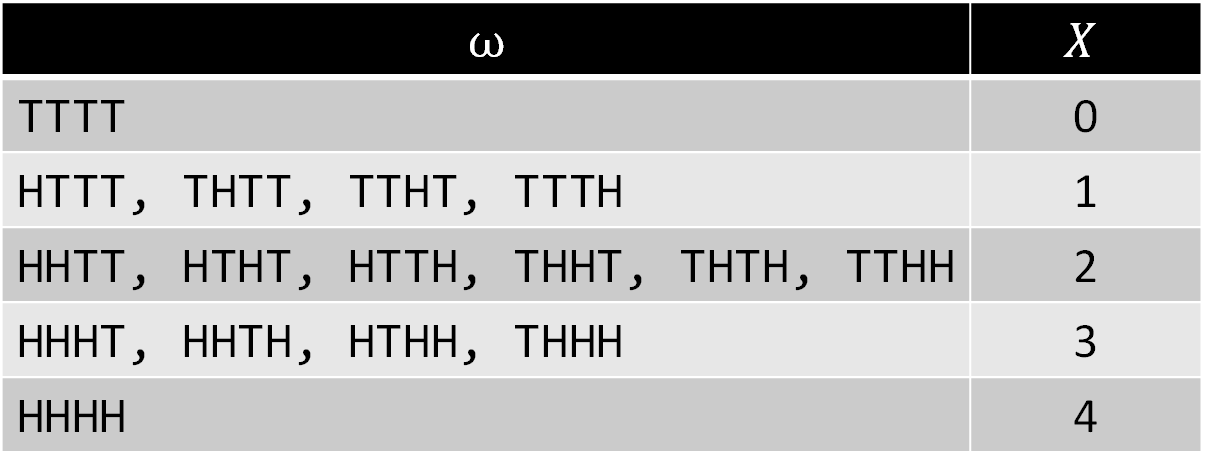 ω X
TTTT 0
HTTT, THTT, TTHT, TTTH 1
HHTT, HTHT, HTTH, THHT, THTH, TTHH 2
HHHT, HHTH, HTHH, THHH 3
HHHH 4